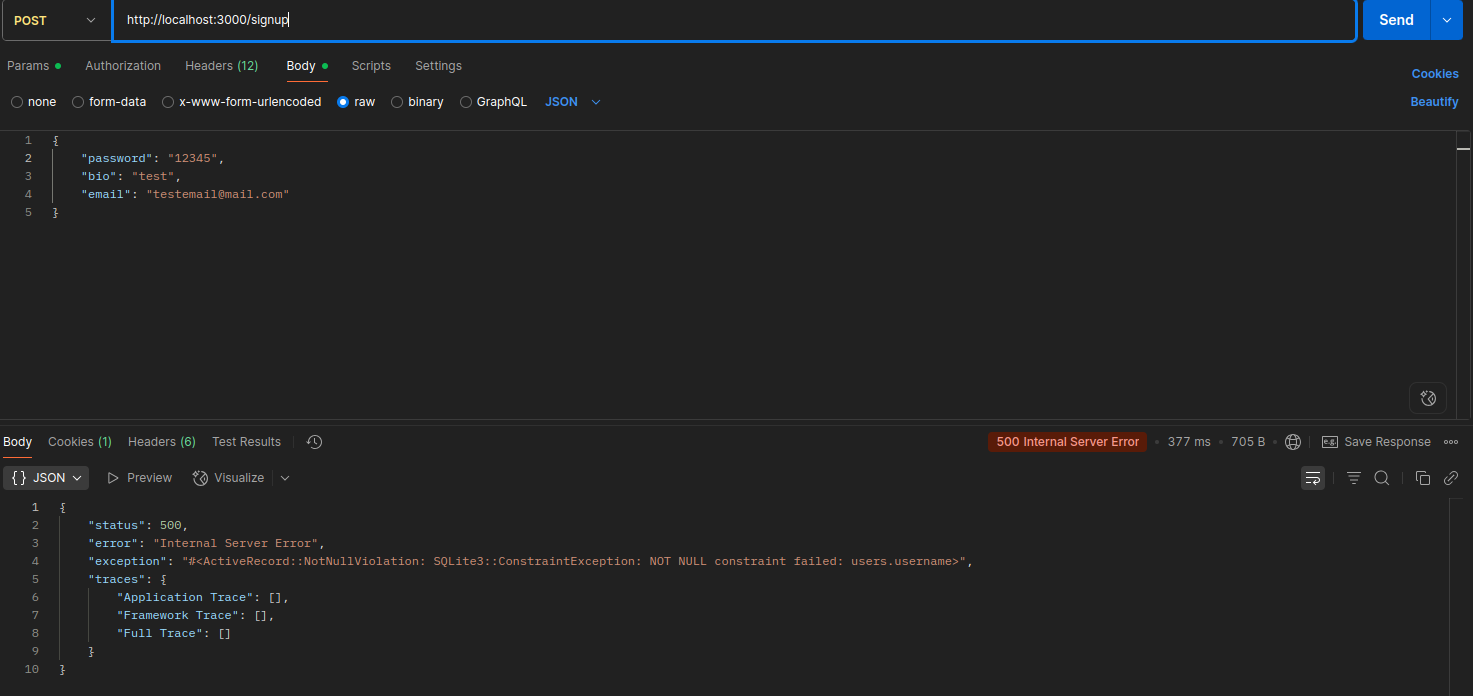 POST http://localhost:3000/signup Send
Params Authorization Headers (12) Body Scripts Settings
Cookies
none form-data x-www-form-urlencoded raw binary GraphQL JSON Beautify
1 {
2 "password": "12345",
3 "bio": "test",
4 "email": "testemail@mail.com"
5 }
Body Cookies (1) Headers (6) Test Results 500 Internal Server Error • 377 ms • 705 B • e.g. Save Response
{} JSON Preview Visualize
1 {
2 "status": 500,
3 "error": "Internal Server Error",
4 "exception": "#<ActiveRecord::NotNullViolation: SQLite3::ConstraintException: NOT NULL constraint failed: users.username>",
5 "traces": {
6 "Application Trace": [],
7 "Framework Trace": [],
8 "Full Trace": []
9 }
10 }